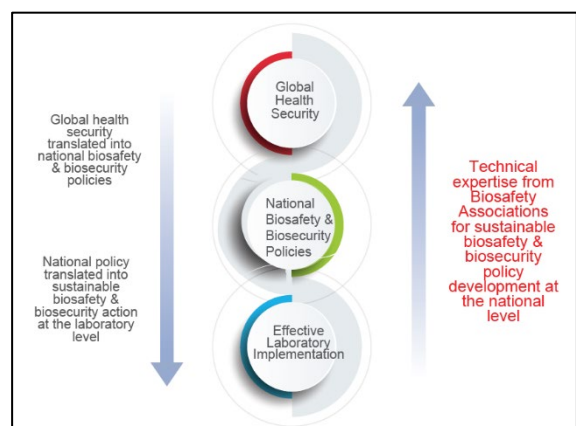 Global
Health
Security
Global health
security
translated into
national biosafety
& biosecurity
policies
National
Biosafety &
Biosecurity
Policies
Technical
expertise from
Biosafety
Associations
for sustainable
biosafety &
biosecurity
policy
development at
the national
level
National policy
translated into
sustainable
biosafety &
biosecurity action
at the laboratory
level
Effective
Laboratory
Implementation